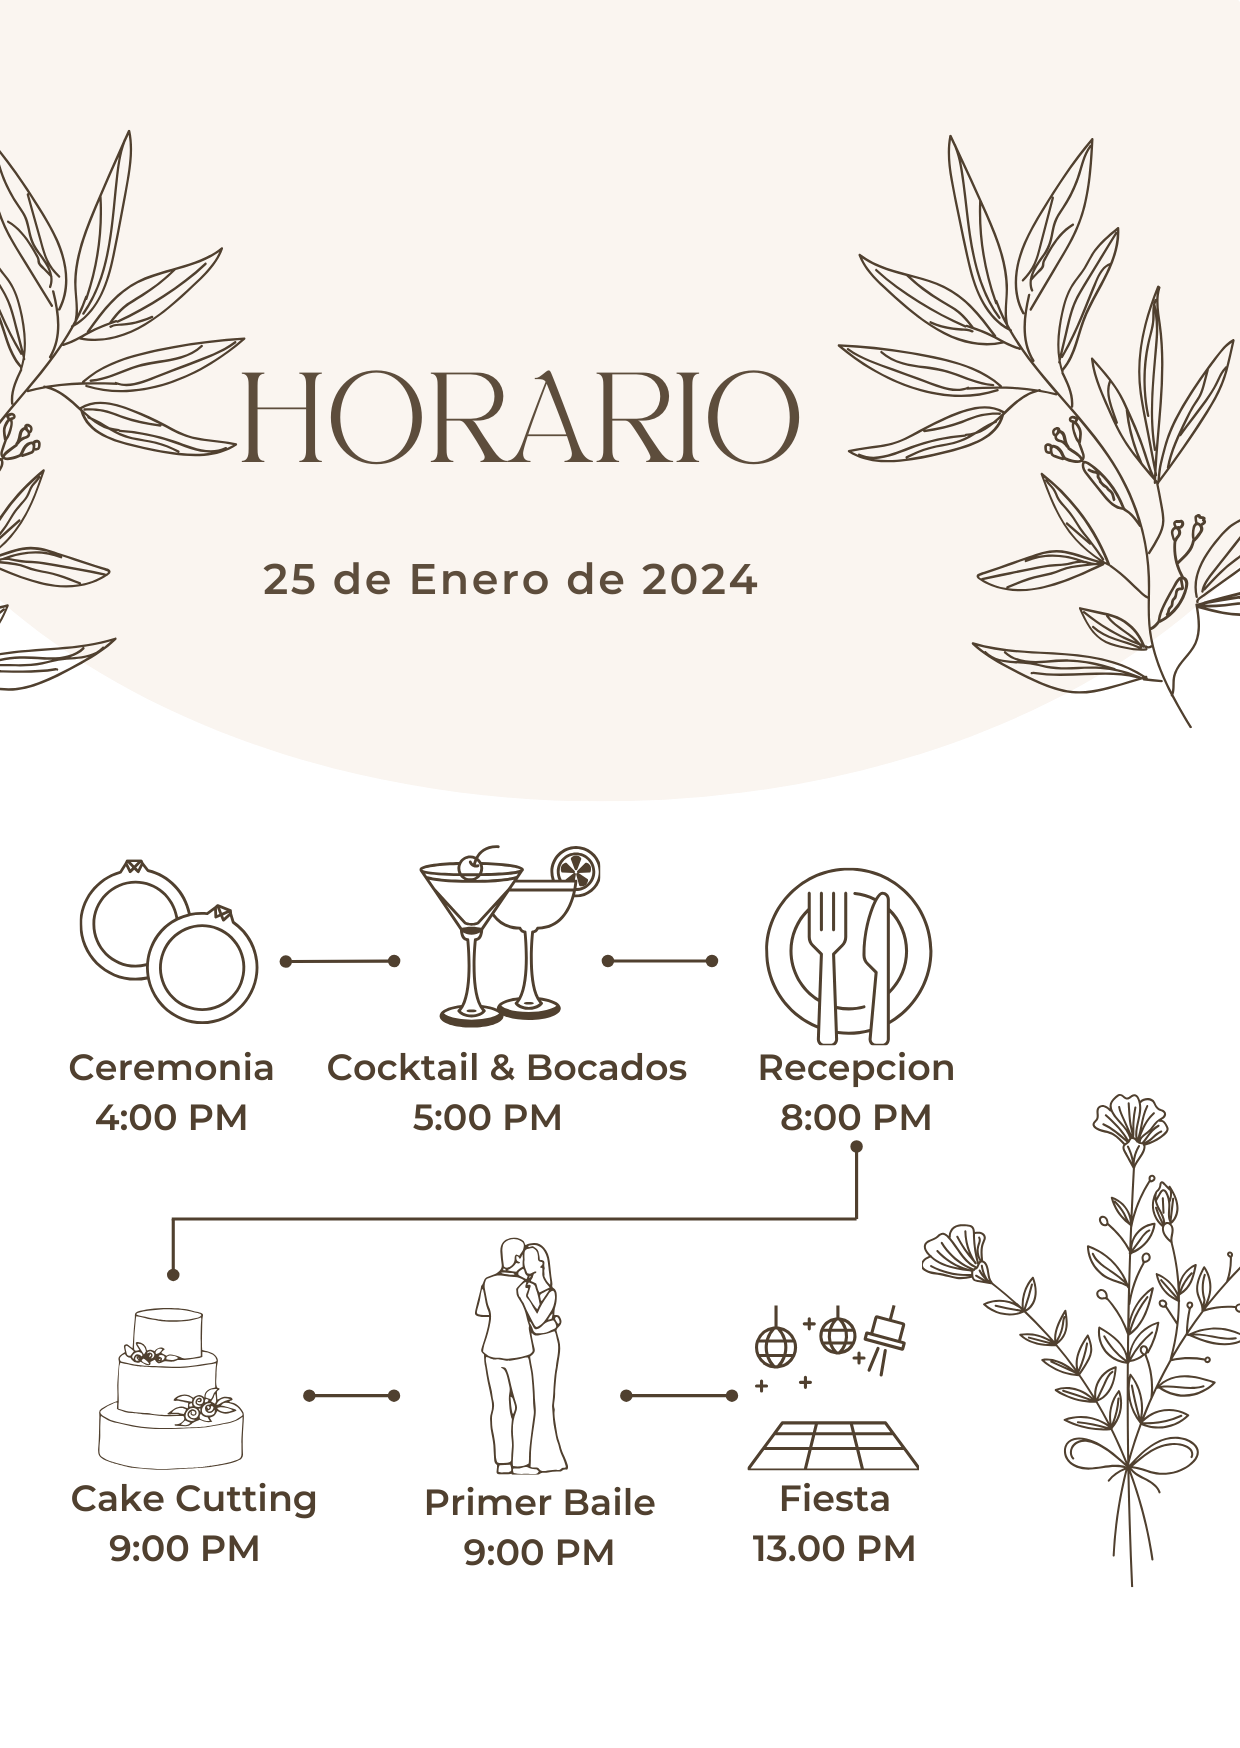 HORARIO
25 de Enero de 2024
Ceremonia
4:00 PM
Cocktail & Bocados
5:00 PM
Recepcion
8:00 PM
Cake Cutting
9:00 PM
Primer Baile
9:00 PM
Fiesta
13.00 PM